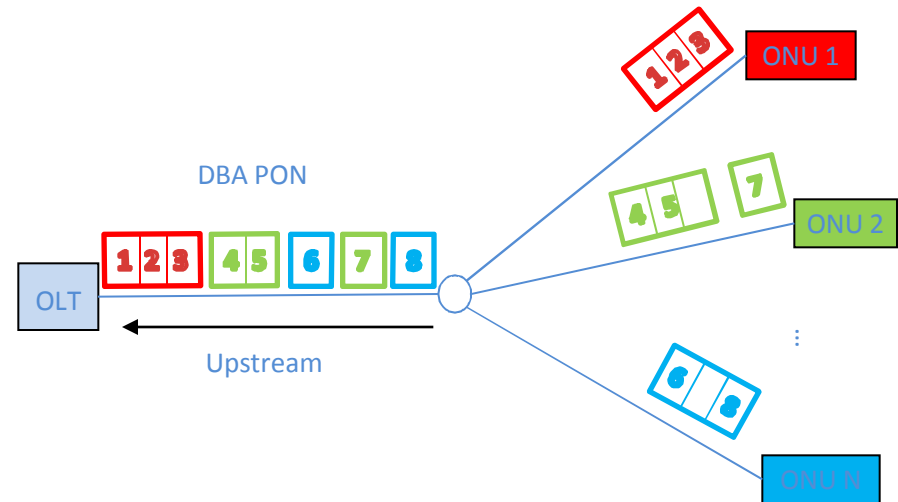 ONU 1
1 2 3
DBA PON
4 5 7
ONU 2
1 2 3 4 5 6 7 8
OLT
Upstream
...
6 8
ONU N